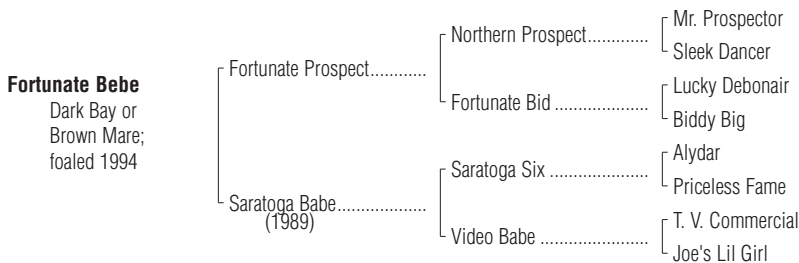 Fortunate Bebe
Dark Bay or
Brown Mare;
foaled 1994
Fortunate Prospect............
Saratoga Babe....................
(1989)
Northern Prospect.............
Fortunate Bid ....................
Saratoga Six .....................
Video Babe .......................
Mr. Prospector
Sleek Dancer
Lucky Debonair
Biddy Big
Alydar
Priceless Fame
T. V. Commercial
Joe's Lil Girl